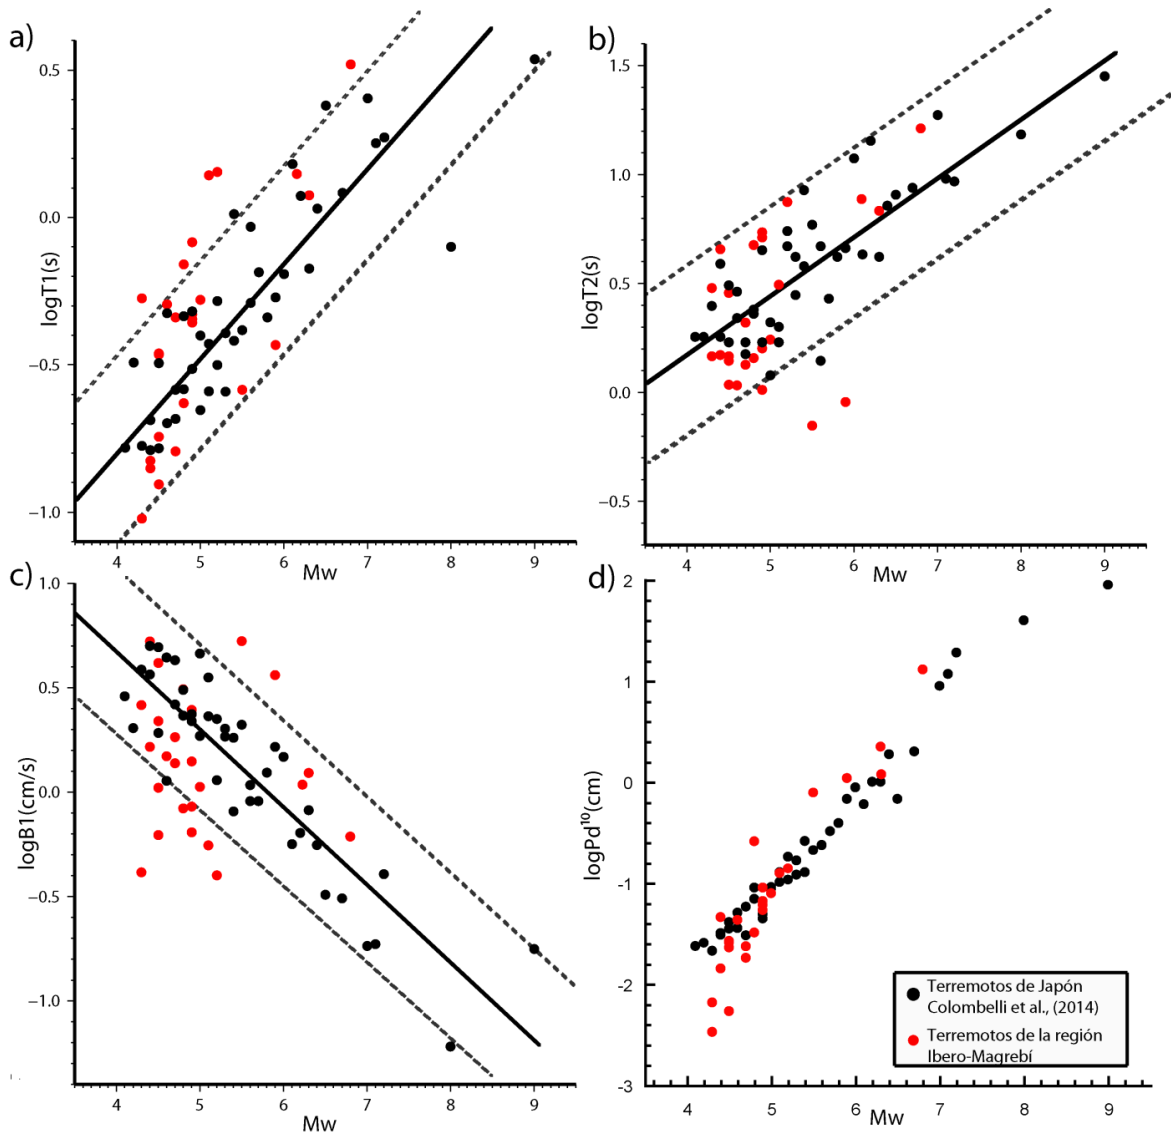 a)
0.5
0.0
−0.5
−1.0
logT1(s)
4 5 6 7 8 9
Mw
b)
1.5
1.0
0.5
0.0
−0.5
logT2(s)
4 5 6 7 8 9
Mw
c)
1.0
0.5
0.0
−0.5
−1.0
logB1(cm/s)
4 5 6 7 8 9
Mw
d)
2
1
0
-1
-2
-3
logPd¹⁰(cm)
Terremotos de Japón
Colombelli et al., (2014)
Terremotos de la región
Ibero-Magrebí
4 5 6 7 8 9
Mw